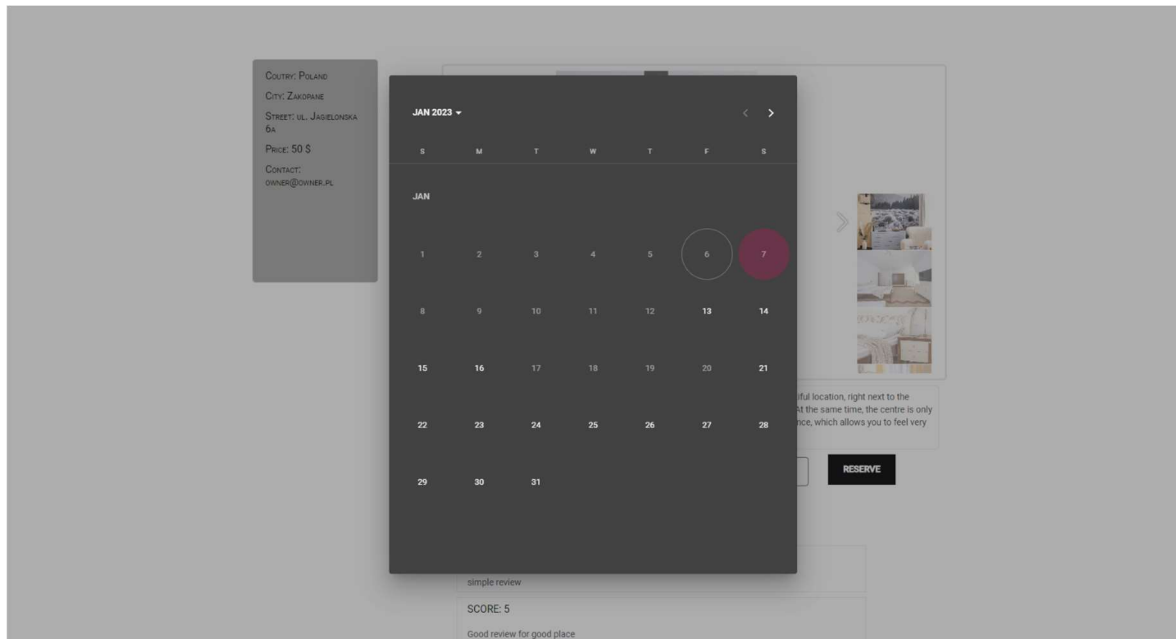 Coutry: Poland
City: Zakopane
Street: ul. Jagielonska
6a
Price: 50 $
Contact:
owner@owner.pl
JAN 2023
S M T W T F S
JAN
1 2 3 4 5 6 7
8 9 10 11 12 13 14
15 16 17 18 19 20 21
22 23 24 25 26 27 28
29 30 31
iful location, right next to the
At the same time, the centre is only
nce, which allows you to feel very
RESERVE
simple review
SCORE: 5
Good review for good place